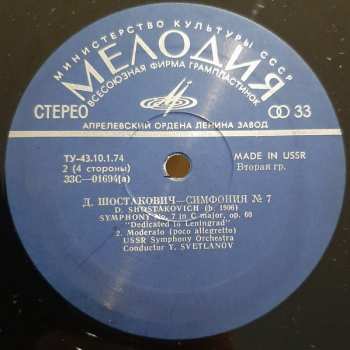 МИНИСТЕРСТВО КУЛЬТУРЫ СССР
МЕЛОДИЯ
ВСЕСОЮЗНАЯ ФИРМА ГРАМПЛАСТИНОК
СТЕРЕО
33
АПРЕЛЕВСКИЙ ОРДЕНА ЛЕНИНА ЗАВОД
ТУ-43.10.1.74
MADE IN USSR
2 (4 стороны)
Вторая гр.
33С—01694(а)
Д. ШОСТАКОВИЧ—СИМФОНИЯ № 7
D. SHOSTAKOVICH (b. 1906)
SYMPHONY No. 7 in C major, op. 60
"Dedicated to Leningrad"
2. Moderato (poco allegretto)
USSR Symphony Orchestra
Conductor Y. SVETLANOV